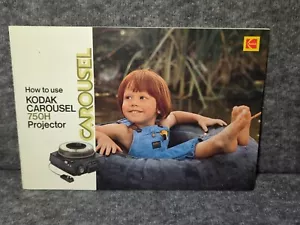 How to use
KODAK
CAROUSEL
750H
Projector
CAROUSEL